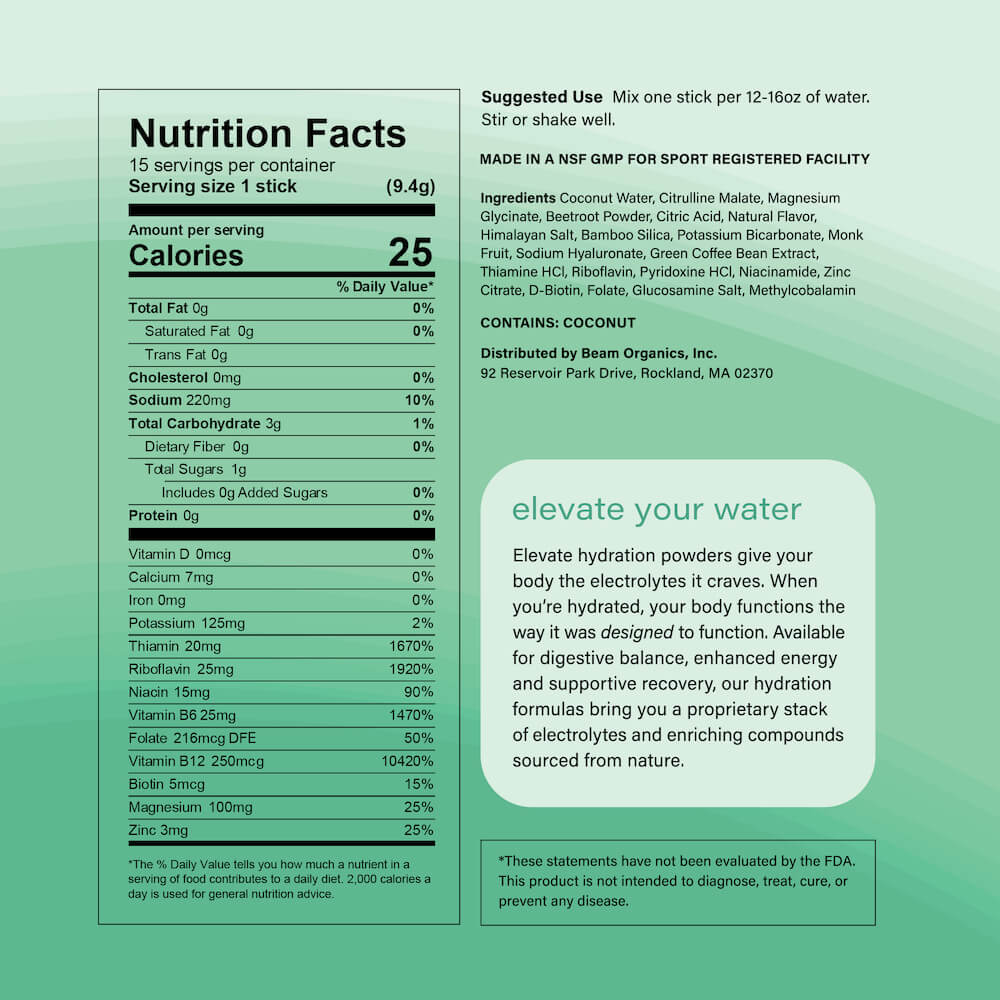 Nutrition Facts
15 servings per container
Serving size 1 stick (9.4g)
Amount per serving
Calories 25
% Daily Value*
Total Fat 0g 0%
Saturated Fat 0g 0%
Trans Fat 0g
Cholesterol 0mg 0%
Sodium 220mg 10%
Total Carbohydrate 3g 1%
Dietary Fiber 0g 0%
Total Sugars 1g
Includes 0g Added Sugars 0%
Protein 0g 0%
Vitamin D 0mcg 0%
Calcium 7mg 0%
Iron 0mg 0%
Potassium 125mg 2%
Thiamin 20mg 1670%
Riboflavin 25mg 1920%
Niacin 15mg 90%
Vitamin B6 25mg 1470%
Folate 216mcg DFE 50%
Vitamin B12 250mcg 10420%
Biotin 5mcg 15%
Magnesium 100mg 25%
Zinc 3mg 25%
*The % Daily Value tells you how much a nutrient in a
serving of food contributes to a daily diet. 2,000 calories a
day is used for general nutrition advice.
Suggested Use Mix one stick per 12-16oz of water.
Stir or shake well.
MADE IN A NSF GMP FOR SPORT REGISTERED FACILITY
Ingredients Coconut Water, Citrulline Malate, Magnesium
Glycinate, Beetroot Powder, Citric Acid, Natural Flavor,
Himalayan Salt, Bamboo Silica, Potassium Bicarbonate, Monk
Fruit, Sodium Hyaluronate, Green Coffee Bean Extract,
Thiamine HCl, Riboflavin, Pyridoxine HCl, Niacinamide, Zinc
Citrate, D-Biotin, Folate, Glucosamine Salt, Methylcobalamin
CONTAINS: COCONUT
Distributed by Beam Organics, Inc.
92 Reservoir Park Drive, Rockland, MA 02370
elevate your water
Elevate hydration powders give your
body the electrolytes it craves. When
you're hydrated, your body functions the
way it was designed to function. Available
for digestive balance, enhanced energy
and supportive recovery, our hydration
formulas bring you a proprietary stack
of electrolytes and enriching compounds
sourced from nature.
*These statements have not been evaluated by the FDA.
This product is not intended to diagnose, treat, cure, or
prevent any disease.